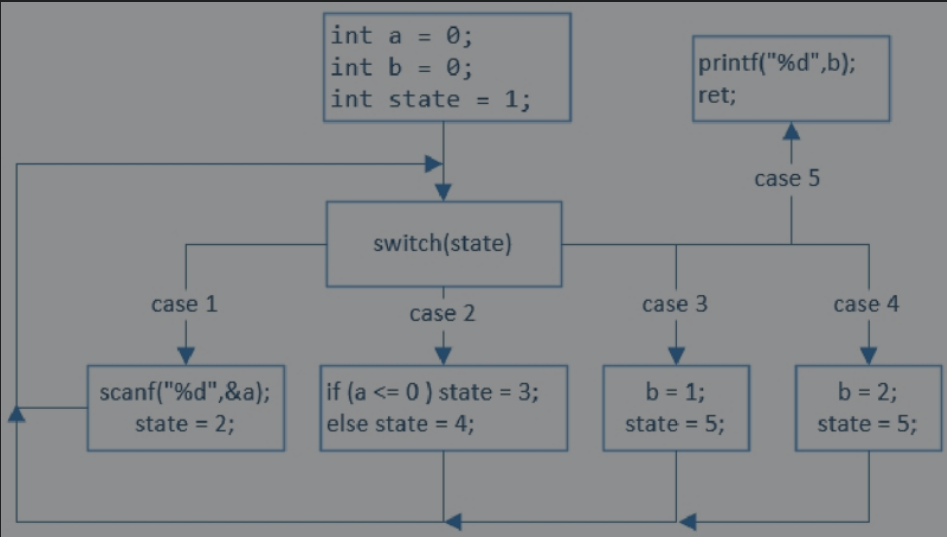 int a = 0;
int b = 0;
int state = 1;
printf("%d",b);
ret;
case 5
switch(state)
case 1
case 2
case 3
case 4
scanf("%d",&a);
state = 2;
if (a <= 0 ) state = 3;
else state = 4;
b = 1;
state = 5;
b = 2;
state = 5;